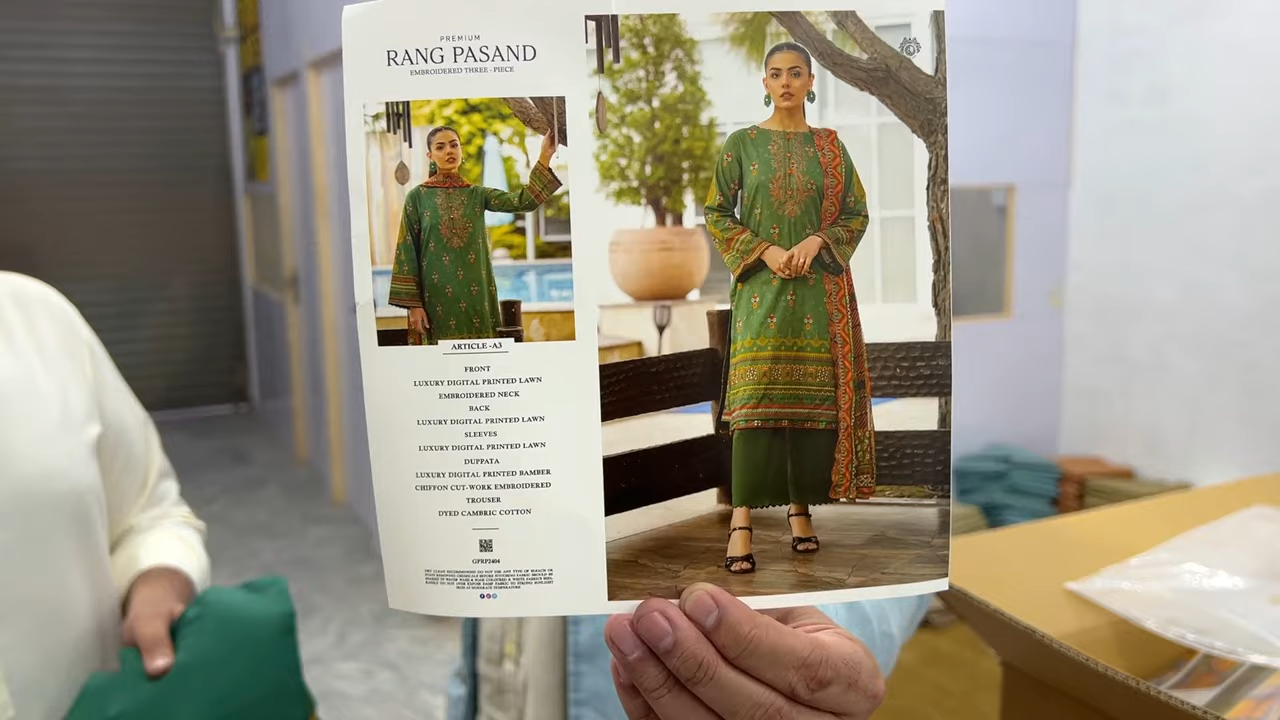 PREMIUM
RANG PASAND
EMBROIDERED THREE - PIECE
ARTICLE -A3
FRONT
LUXURY DIGITAL PRINTED LAWN
EMBROIDERED NECK
BACK
LUXURY DIGITAL PRINTED LAWN
SLEEVES
LUXURY DIGITAL PRINTED LAWN
DUPPATA
LUXURY DIGITAL PRINTED BAMBER
CHIFFON CUT-WORK EMBROIDERED
TROUSER
DYED CAMBRIC COTTON
GPRP2404